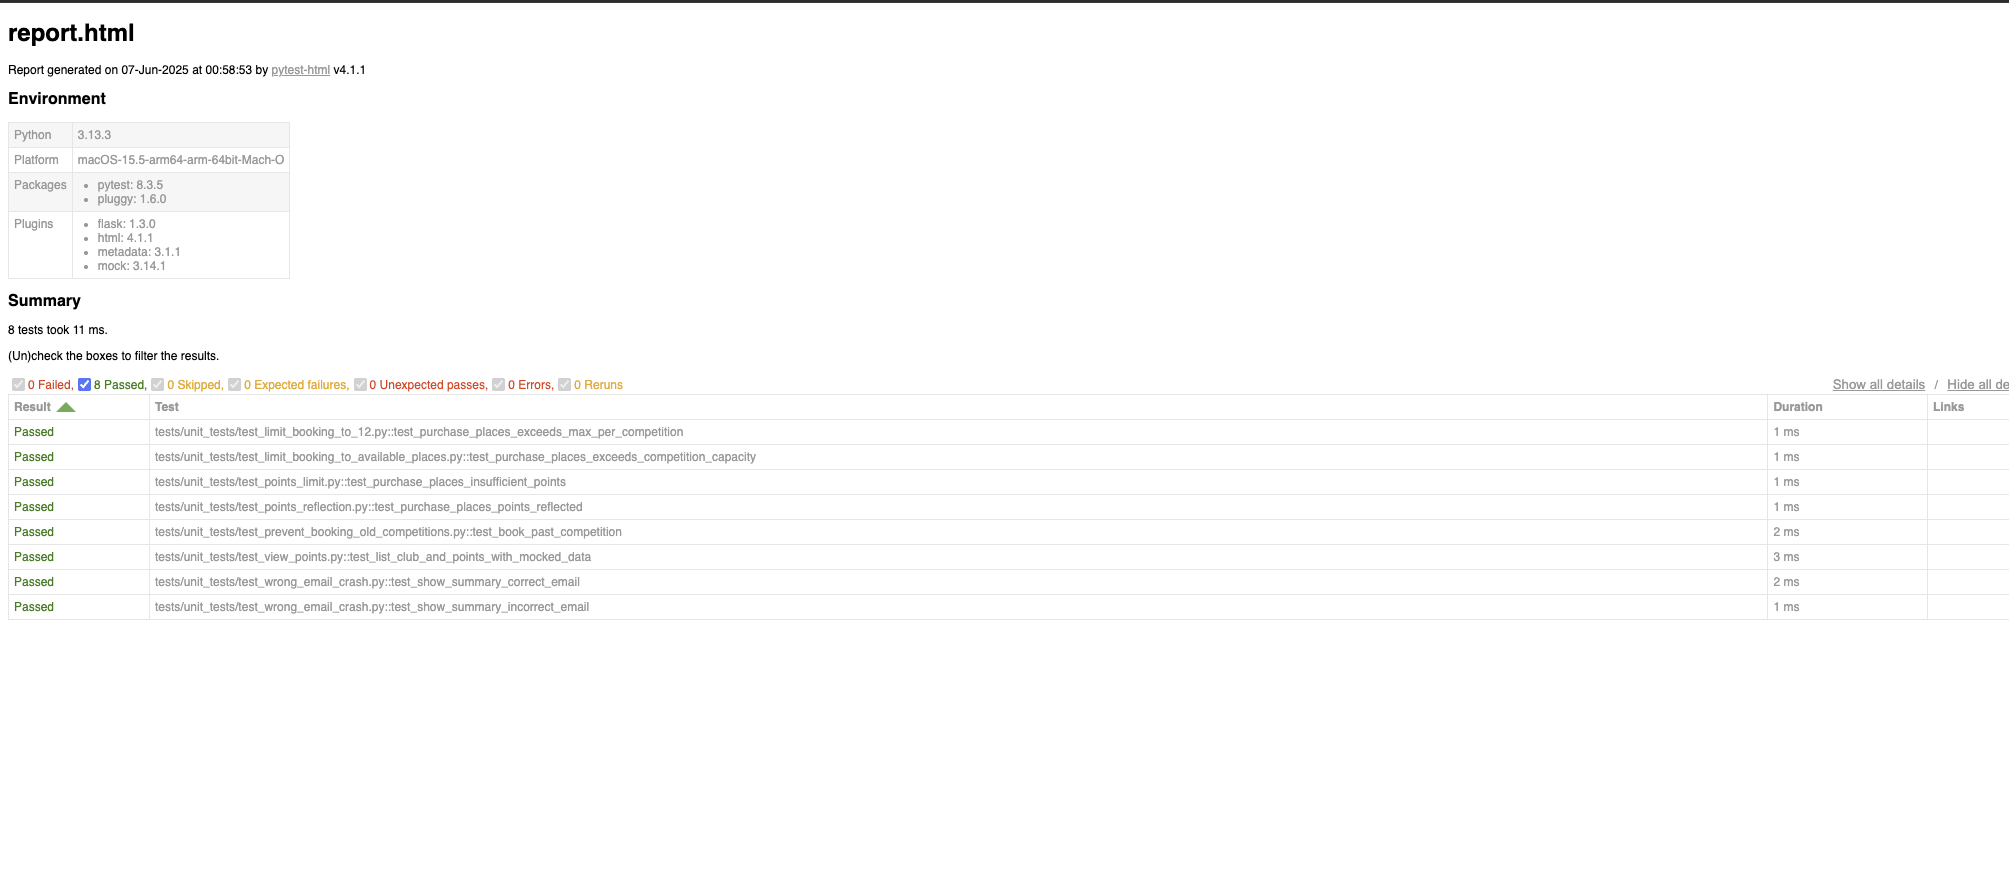 report.html
Report generated on 07-Jun-2025 at 00:58:53 by pytest-html v4.1.1
Environment
Python 3.13.3
Platform macOS-15.5-arm64-arm-64bit-Mach-O
Packages
pytest: 8.3.5
pluggy: 1.6.0
Plugins
flask: 1.3.0
html: 4.1.1
metadata: 3.1.1
mock: 3.14.1
Summary
8 tests took 11 ms.
(Un)check the boxes to filter the results.
0 Failed, 8 Passed, 0 Skipped, 0 Expected failures, 0 Unexpected passes, 0 Errors, 0 Reruns Show all details / Hide all de
Result Test Duration Links
Passed tests/unit_tests/test_limit_booking_to_12.py::test_purchase_places_exceeds_max_per_competition 1 ms
Passed tests/unit_tests/test_limit_booking_to_available_places.py::test_purchase_places_exceeds_competition_capacity 1 ms
Passed tests/unit_tests/test_points_limit.py::test_purchase_places_insufficient_points 1 ms
Passed tests/unit_tests/test_points_reflection.py::test_purchase_places_points_reflected 1 ms
Passed tests/unit_tests/test_prevent_booking_old_competitions.py::test_book_past_competition 2 ms
Passed tests/unit_tests/test_view_points.py::test_list_club_and_points_with_mocked_data 3 ms
Passed tests/unit_tests/test_wrong_email_crash.py::test_show_summary_correct_email 2 ms
Passed tests/unit_tests/test_wrong_email_crash.py::test_show_summary_incorrect_email 1 ms